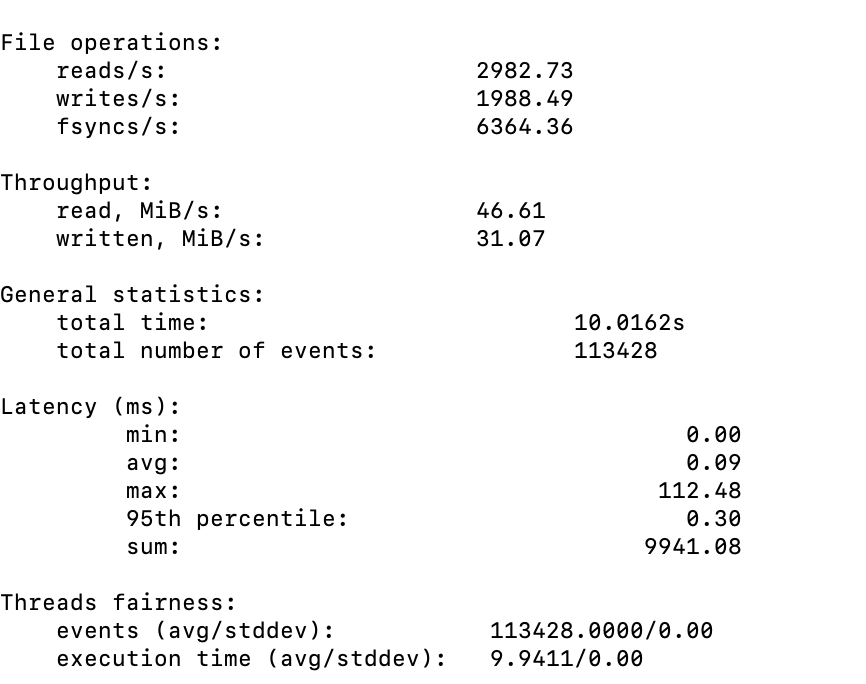 File operations:
    reads/s:                      2982.73
    writes/s:                     1988.49
    fsyncs/s:                     6364.36

Throughput:
    read, MiB/s:                  46.61
    written, MiB/s:               31.07

General statistics:
    total time:                          10.0162s
    total number of events:              113428

Latency (ms):
         min:                                    0.00
         avg:                                    0.09
         max:                                  112.48
         95th percentile:                        0.30
         sum:                                 9941.08

Threads fairness:
    events (avg/stddev):           113428.0000/0.00
    execution time (avg/stddev):   9.9411/0.00